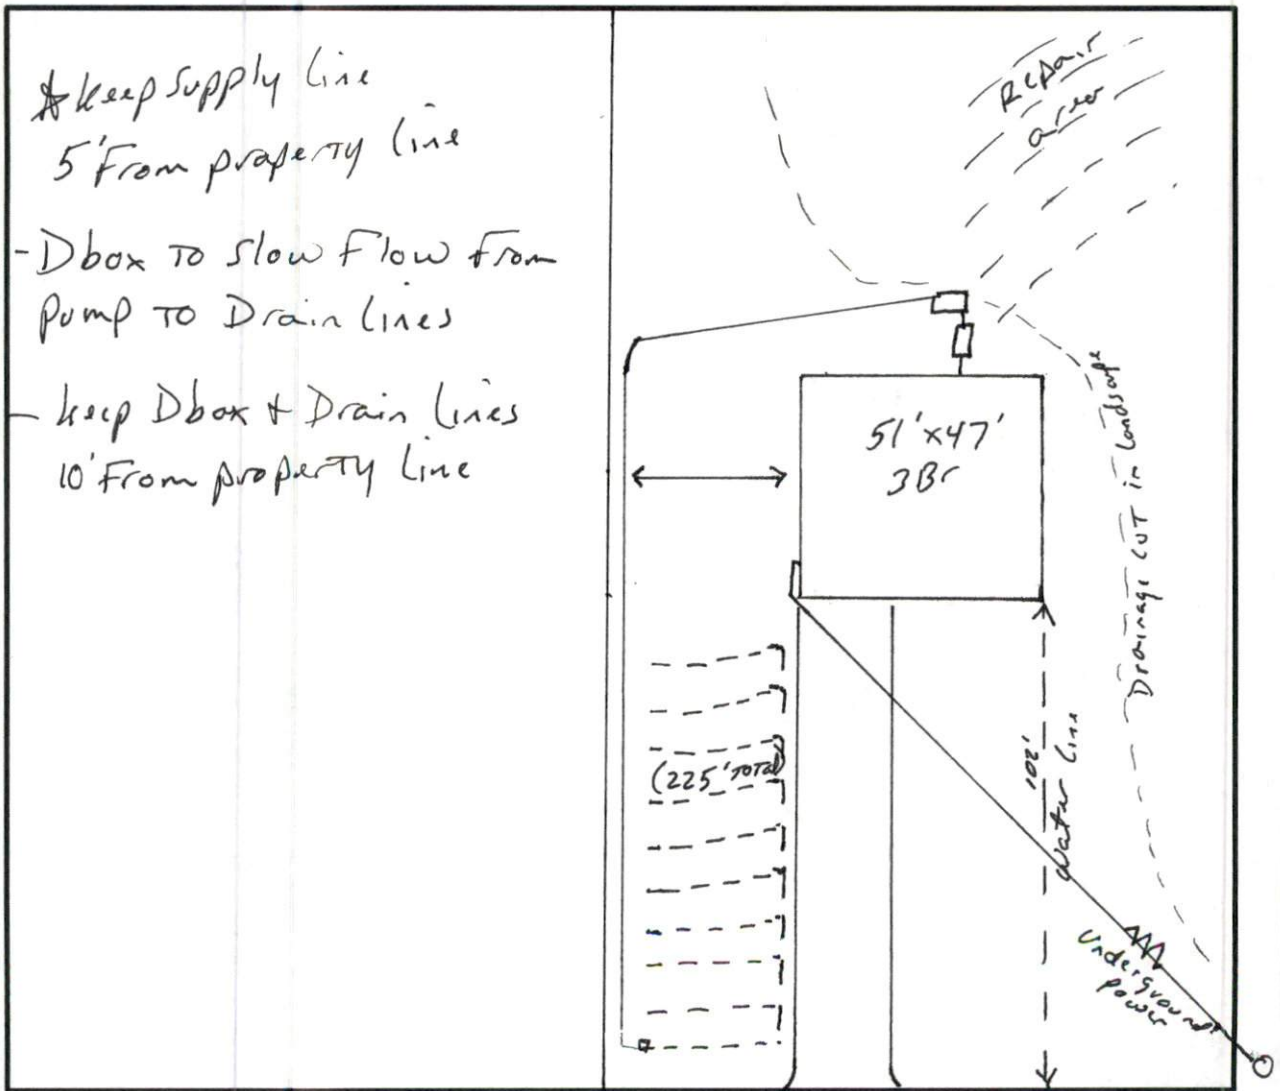 ☆ keep supply line
5' From property line
- Dbox To slow Flow From
pump To Drain lines
- keep Dbox + Drain lines
10' From property line
Repair
area
51'x47'
3Br
Drainage cut in landscape
(225' Total)
102'
water line
Underground
power